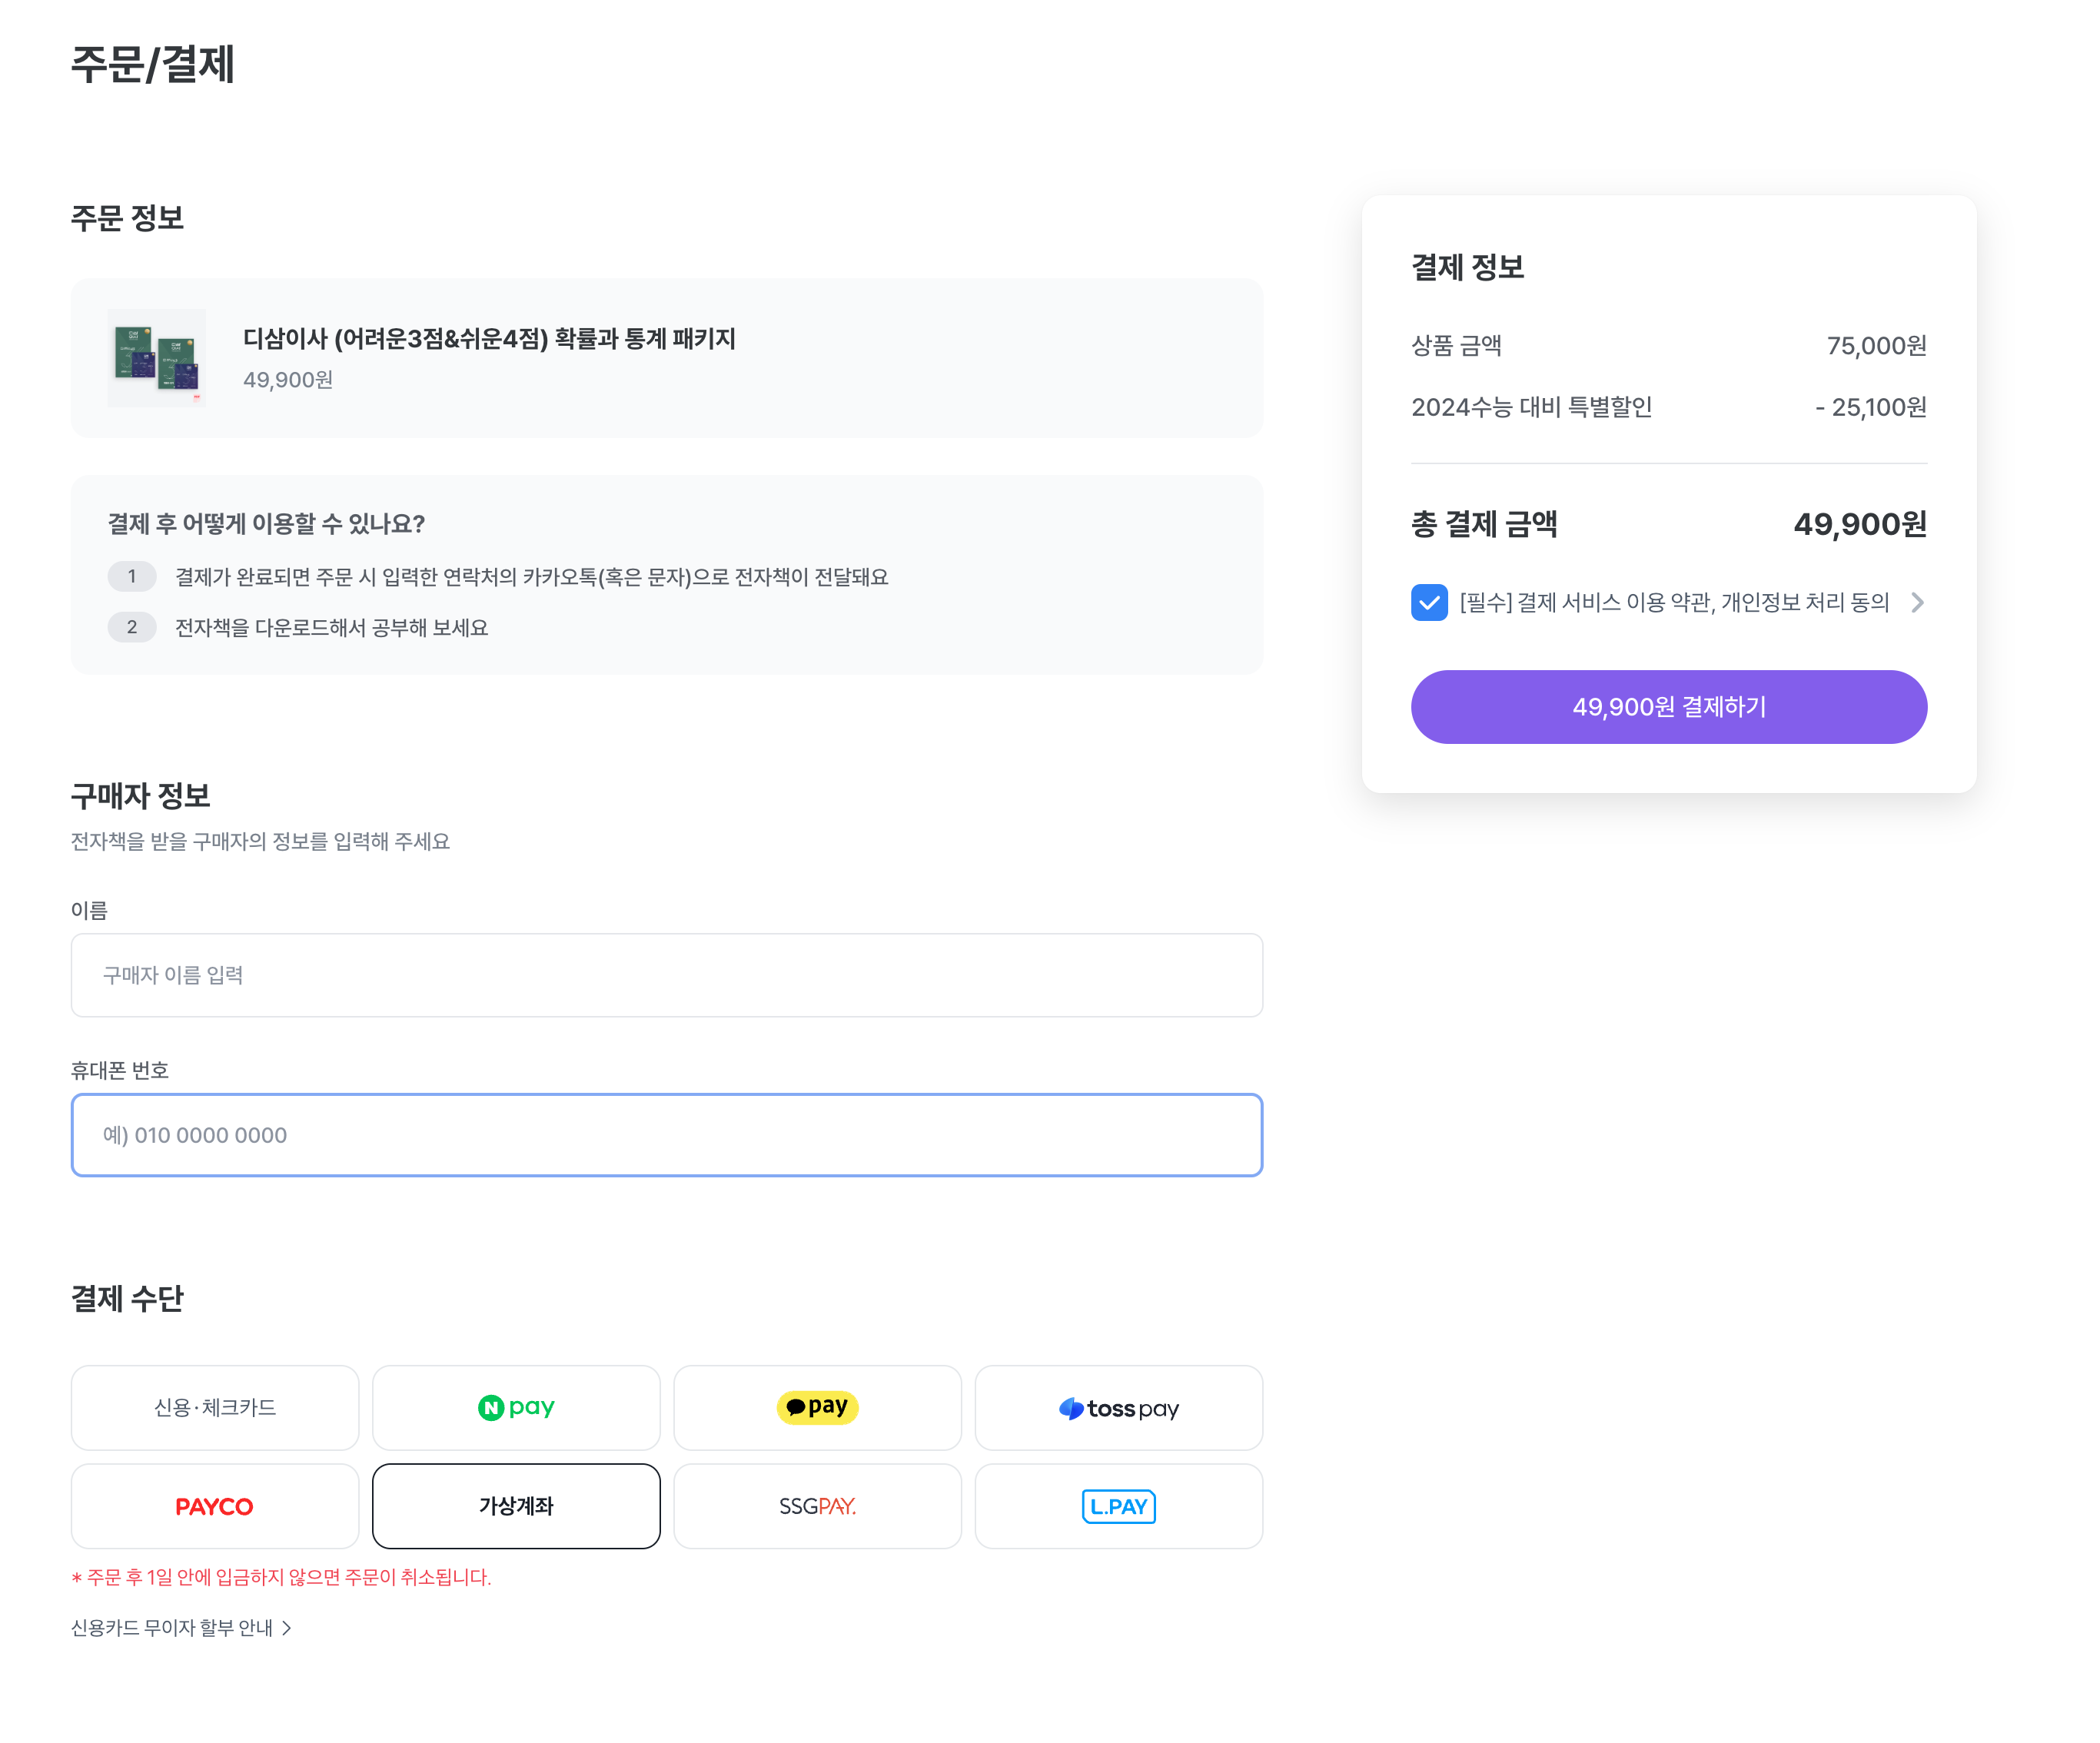 주문/결제
주문 정보
디삼이사 (어려운3점&쉬운4점) 확률과 통계 패키지
49,900원
결제 후 어떻게 이용할 수 있나요?
1 결제가 완료되면 주문 시 입력한 연락처의 카카오톡(혹은 문자)으로 전자책이 전달돼요
2 전자책을 다운로드해서 공부해 보세요
구매자 정보
전자책을 받을 구매자의 정보를 입력해 주세요
이름
구매자 이름 입력
휴대폰 번호
예) 010 0000 0000
결제 수단
신용·체크카드
N pay
pay
toss pay
PAYCO
가상계좌
SSGPAY.
L.PAY
* 주문 후 1일 안에 입금하지 않으면 주문이 취소됩니다.
신용카드 무이자 할부 안내 >
결제 정보
상품 금액 75,000원
2024수능 대비 특별할인 - 25,100원
총 결제 금액 49,900원
[필수] 결제 서비스 이용 약관, 개인정보 처리 동의 >
49,900원 결제하기